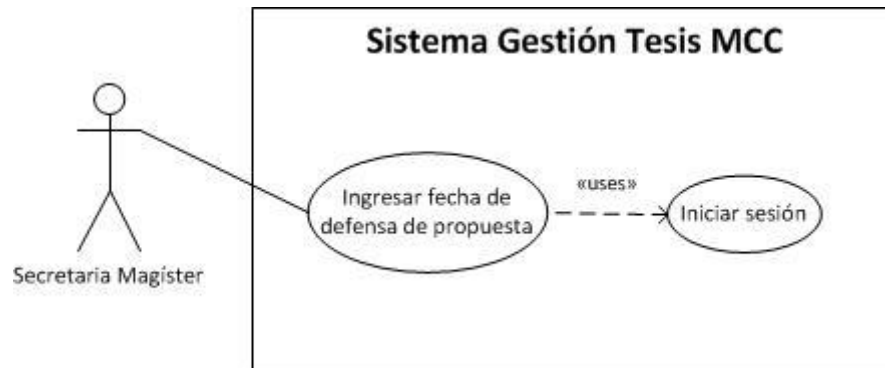 Sistema Gestión Tesis MCC
Ingresar fecha de
defensa de propuesta
«uses»
Iniciar sesión
Secretaria Magíster